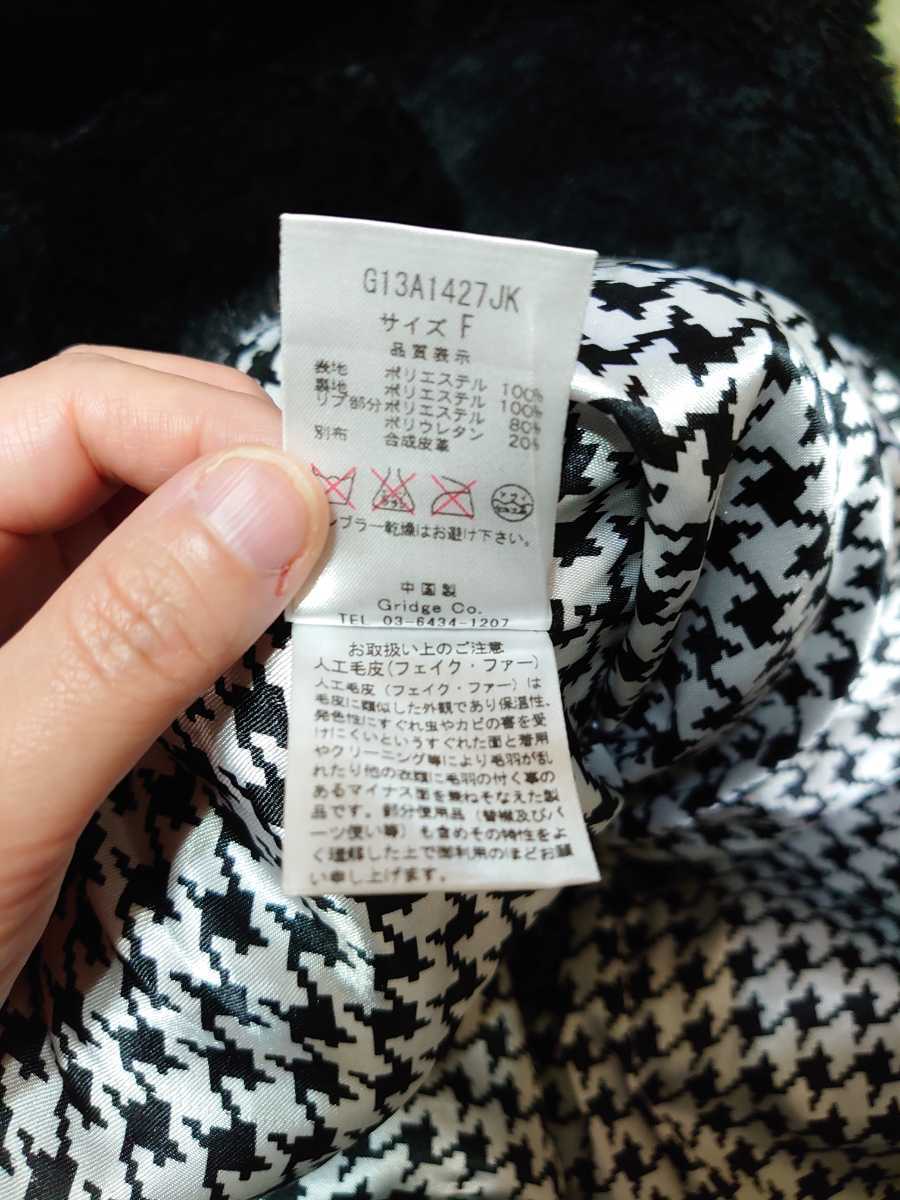 G13A1427JK
サイズ F
品質表示
表地 ポリエステル 100%
裏地 ポリエステル 100%
リブ部分 ポリエステル 80%
ポリウレタン 20%
別布 合成皮革
ンブラー乾燥はお避け下さい。
中国製
Gridge Co.
TEL 03-6434-1207
お取扱い上のご注意
人工毛皮(フェイク・ファー)
人工毛皮(フェイク・ファー)は
毛皮に類似した外観であり保温性、
発色性にすぐれ虫やカビの害を受
けにくいというすぐれた面と着用
やクリーニング等により毛羽が乱
れたり他の衣類に毛羽の付く事の
あるマイナス面を兼ねそなえた製
品です。部分使用品(替襟及びパ
ーツ使い等)も含めその特性をよ
く理解した上で御利用のほどお願
い申し上げます。